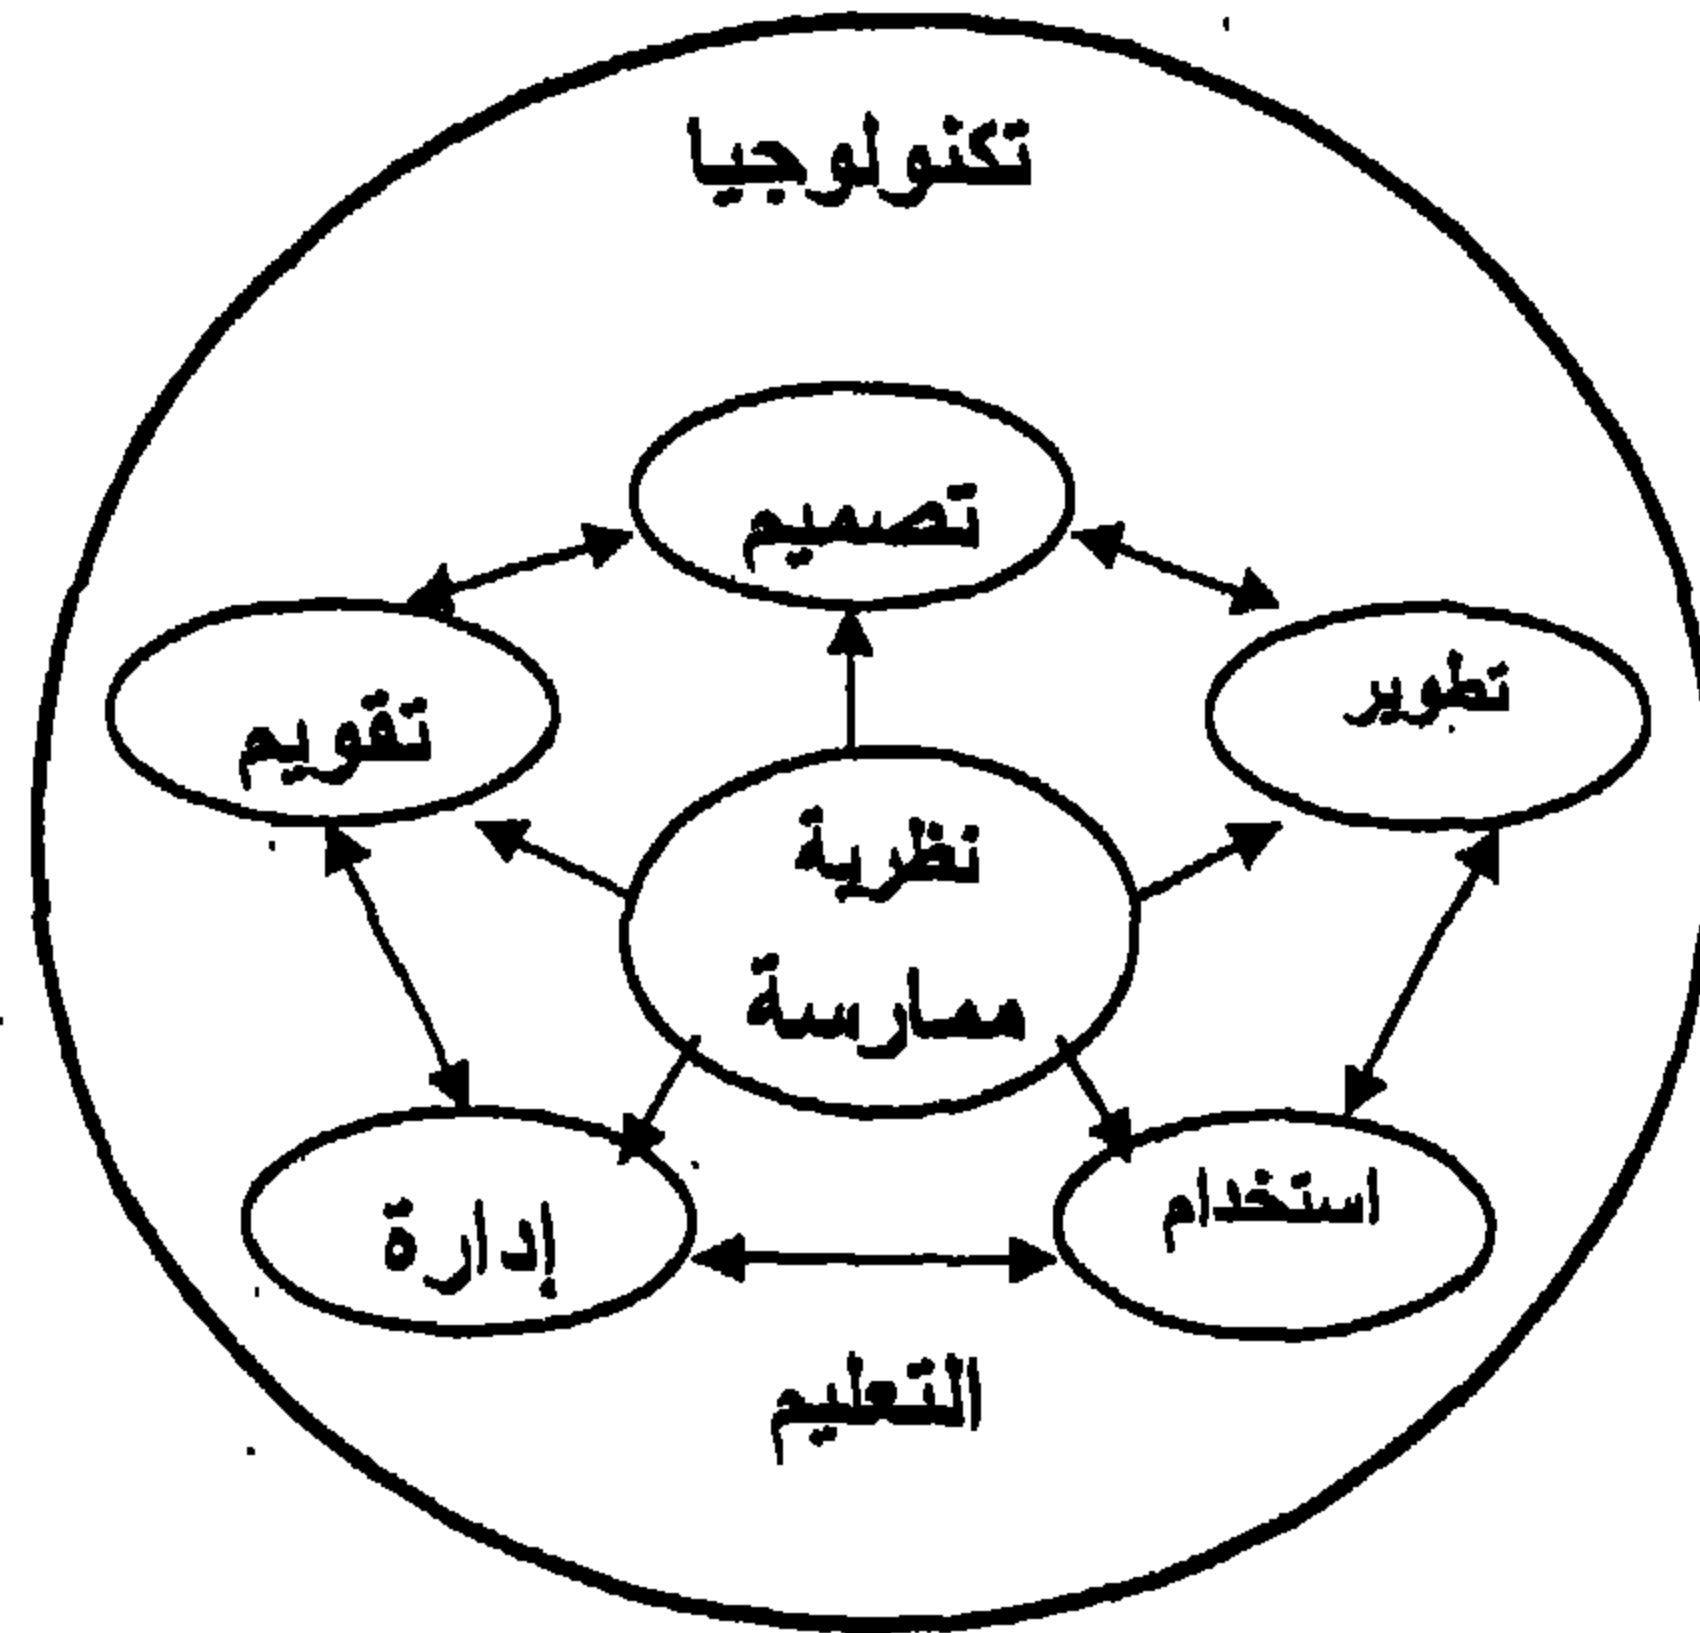 تكنولوجيا
تصميم
تطوير
تقويم
نظرية
ممارسة
استخدام
إدارة
التعليم